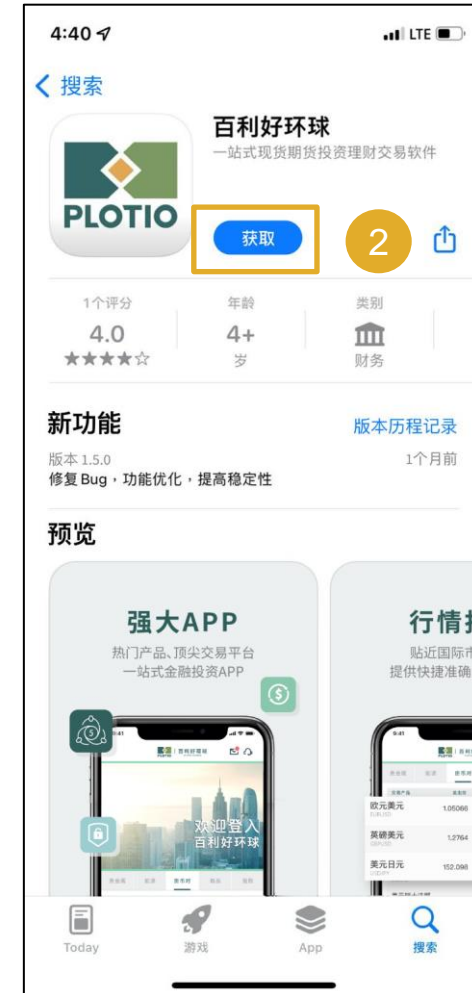 4:40
LTE
搜索
PLOTIO
百利好环球
一站式现货期货投资理财交易软件
获取
2
1个评分
年龄
类别
4.0
4+
★★★★☆
岁
财务
新功能
版本历程记录
版本 1.5.0
1个月前
修复 Bug，功能优化，提高稳定性
预览
强大APP
热门产品、顶尖交易平台
一站式金融投资APP
行情
贴近国际市
提供快捷准确
9:41
9:41
欢迎登入
百利好环球
欧元美元
1.05066
英磅美元
1.2764
美元日元
152.098
Today
游戏
App
搜索